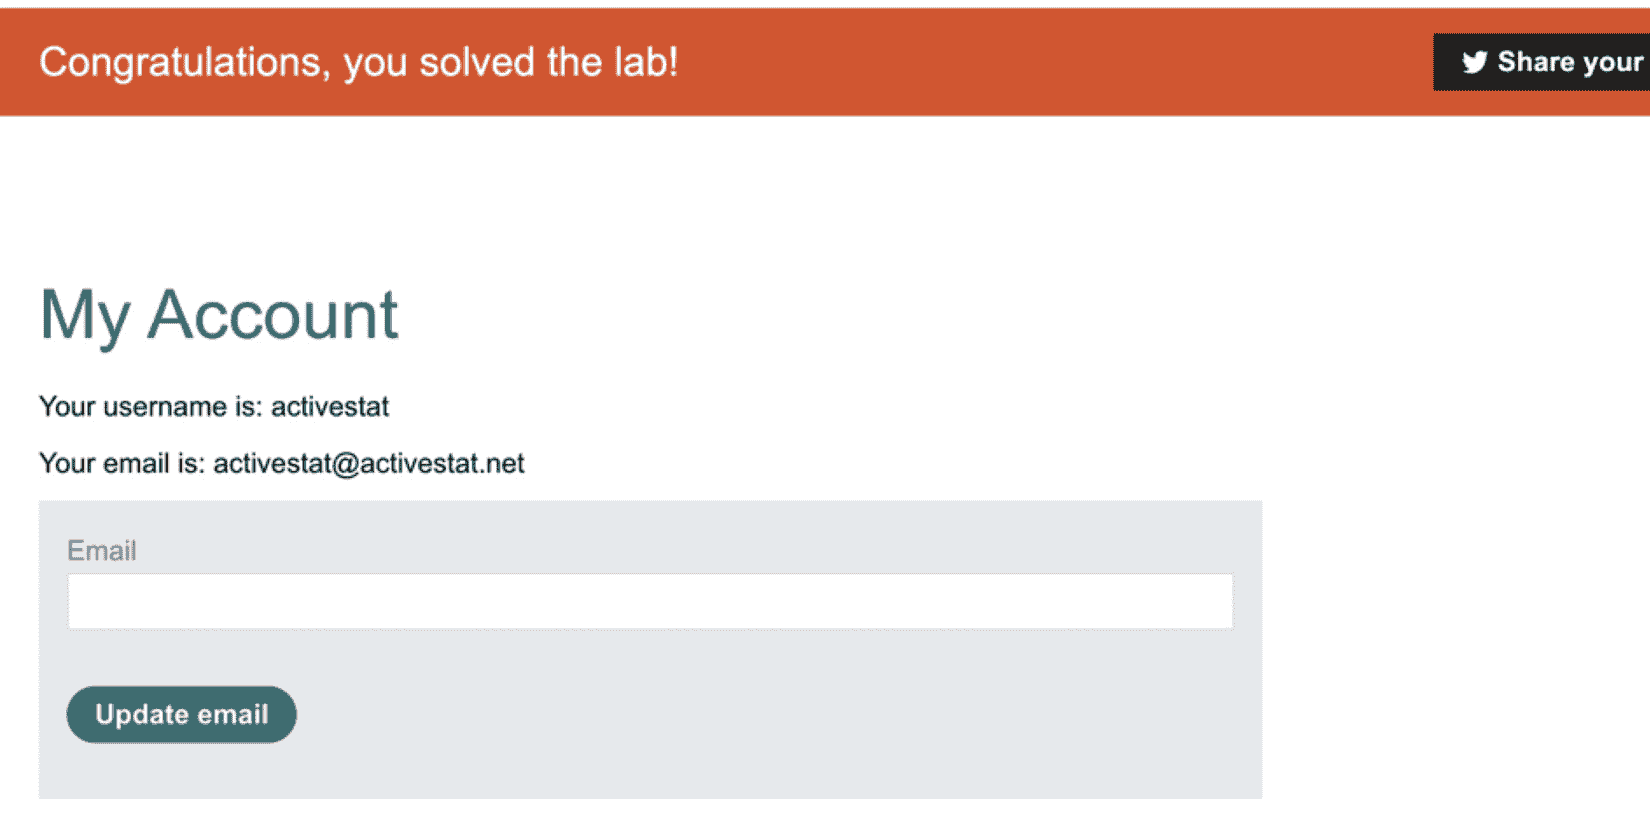 Congratulations, you solved the lab!
Share your
My Account
Your username is: activestat
Your email is: activestat@activestat.net
Email
Update email